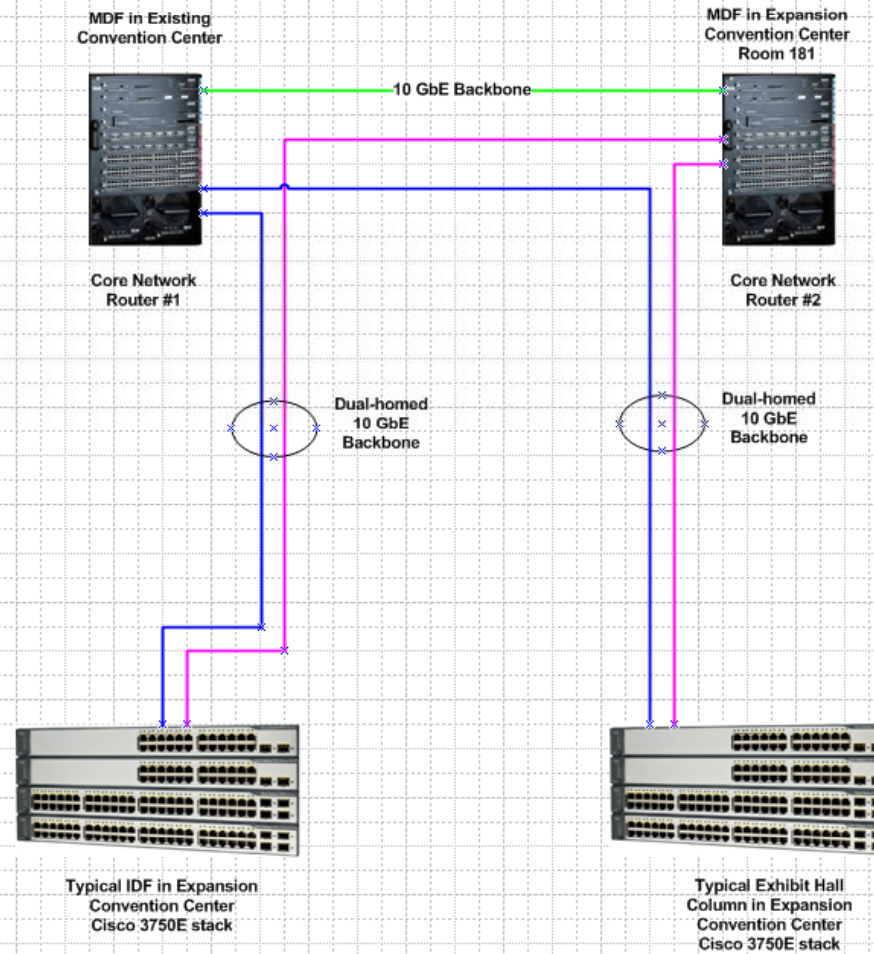 MDF in Existing
Convention Center
MDF in Expansion
Convention Center
Room 181
10 GbE Backbone
Core Network
Router #1
Core Network
Router #2
Dual-homed
10 GbE
Backbone
Dual-homed
10 GbE
Backbone
Typical IDF in Expansion
Convention Center
Cisco 3750E stack
Typical Exhibit Hall
Column in Expansion
Convention Center
Cisco 3750E stack